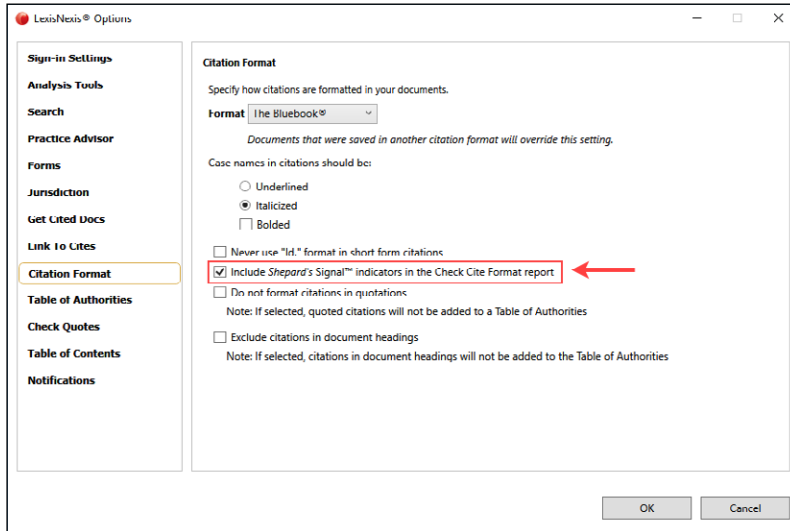 LexisNexis® Options
Sign-in Settings
Analysis Tools
Search
Practice Advisor
Forms
Jurisdiction
Get Cited Docs
Link To Cites
Citation Format
Table of Authorities
Check Quotes
Table of Contents
Notifications
Citation Format
Specify how citations are formatted in your documents.
Format The Bluebook®
Documents that were saved in another citation format will override this setting.
Case names in citations should be:
Underlined
Italicized
Bolded
Never use "Id." format in short form citations
Include Shepard's Signal™ indicators in the Check Cite Format report
Do not format citations in quotations
Note: If selected, quoted citations will not be added to a Table of Authorities
Exclude citations in document headings
Note: If selected, citations in document headings will not be added to the Table of Authorities
OK Cancel